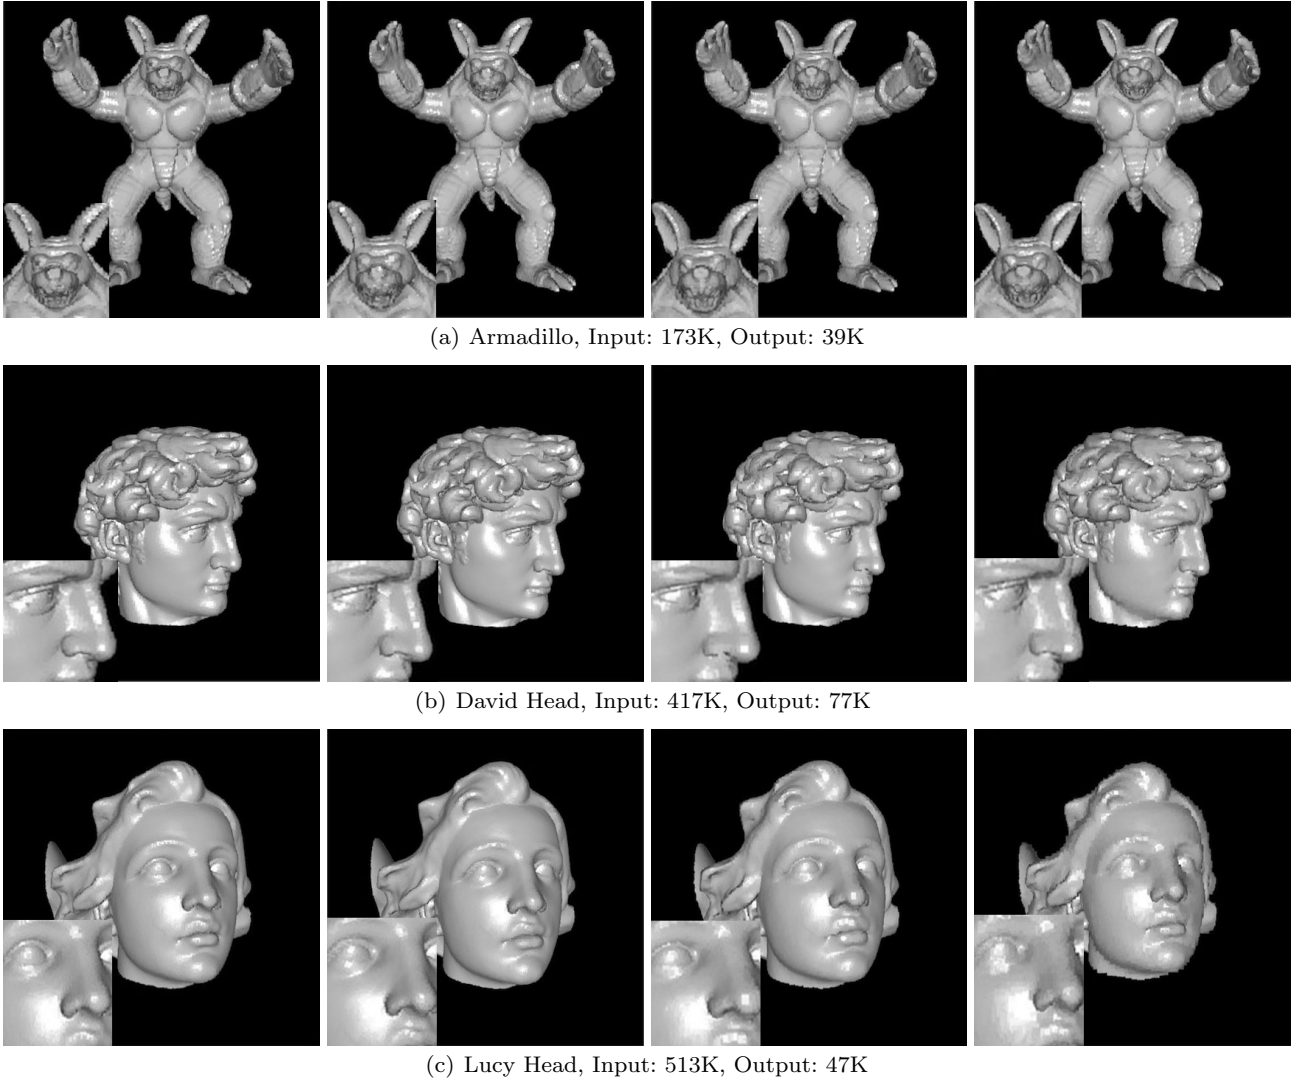 (a) Armadillo, Input: 173K, Output: 39K
(b) David Head, Input: 417K, Output: 77K
(c) Lucy Head, Input: 513K, Output: 47K